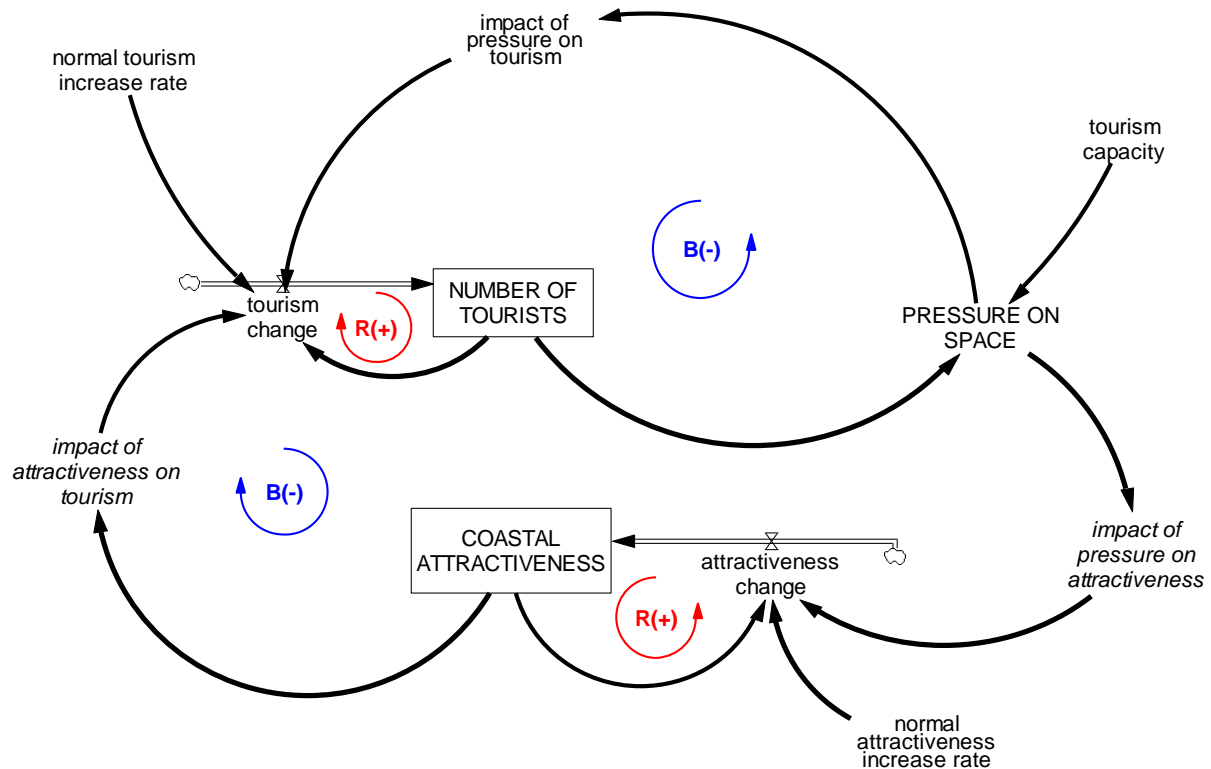 impact of
pressure on
tourism
normal tourism
increase rate
tourism
capacity
B(-)
NUMBER OF
TOURISTS
tourism
change
R(+)
PRESSURE ON
SPACE
impact of
attractiveness on
tourism
B(-)
COASTAL
ATTRACTIVENESS
attractiveness
change
impact of
pressure on
attractiveness
R(+)
normal
attractiveness
increase rate